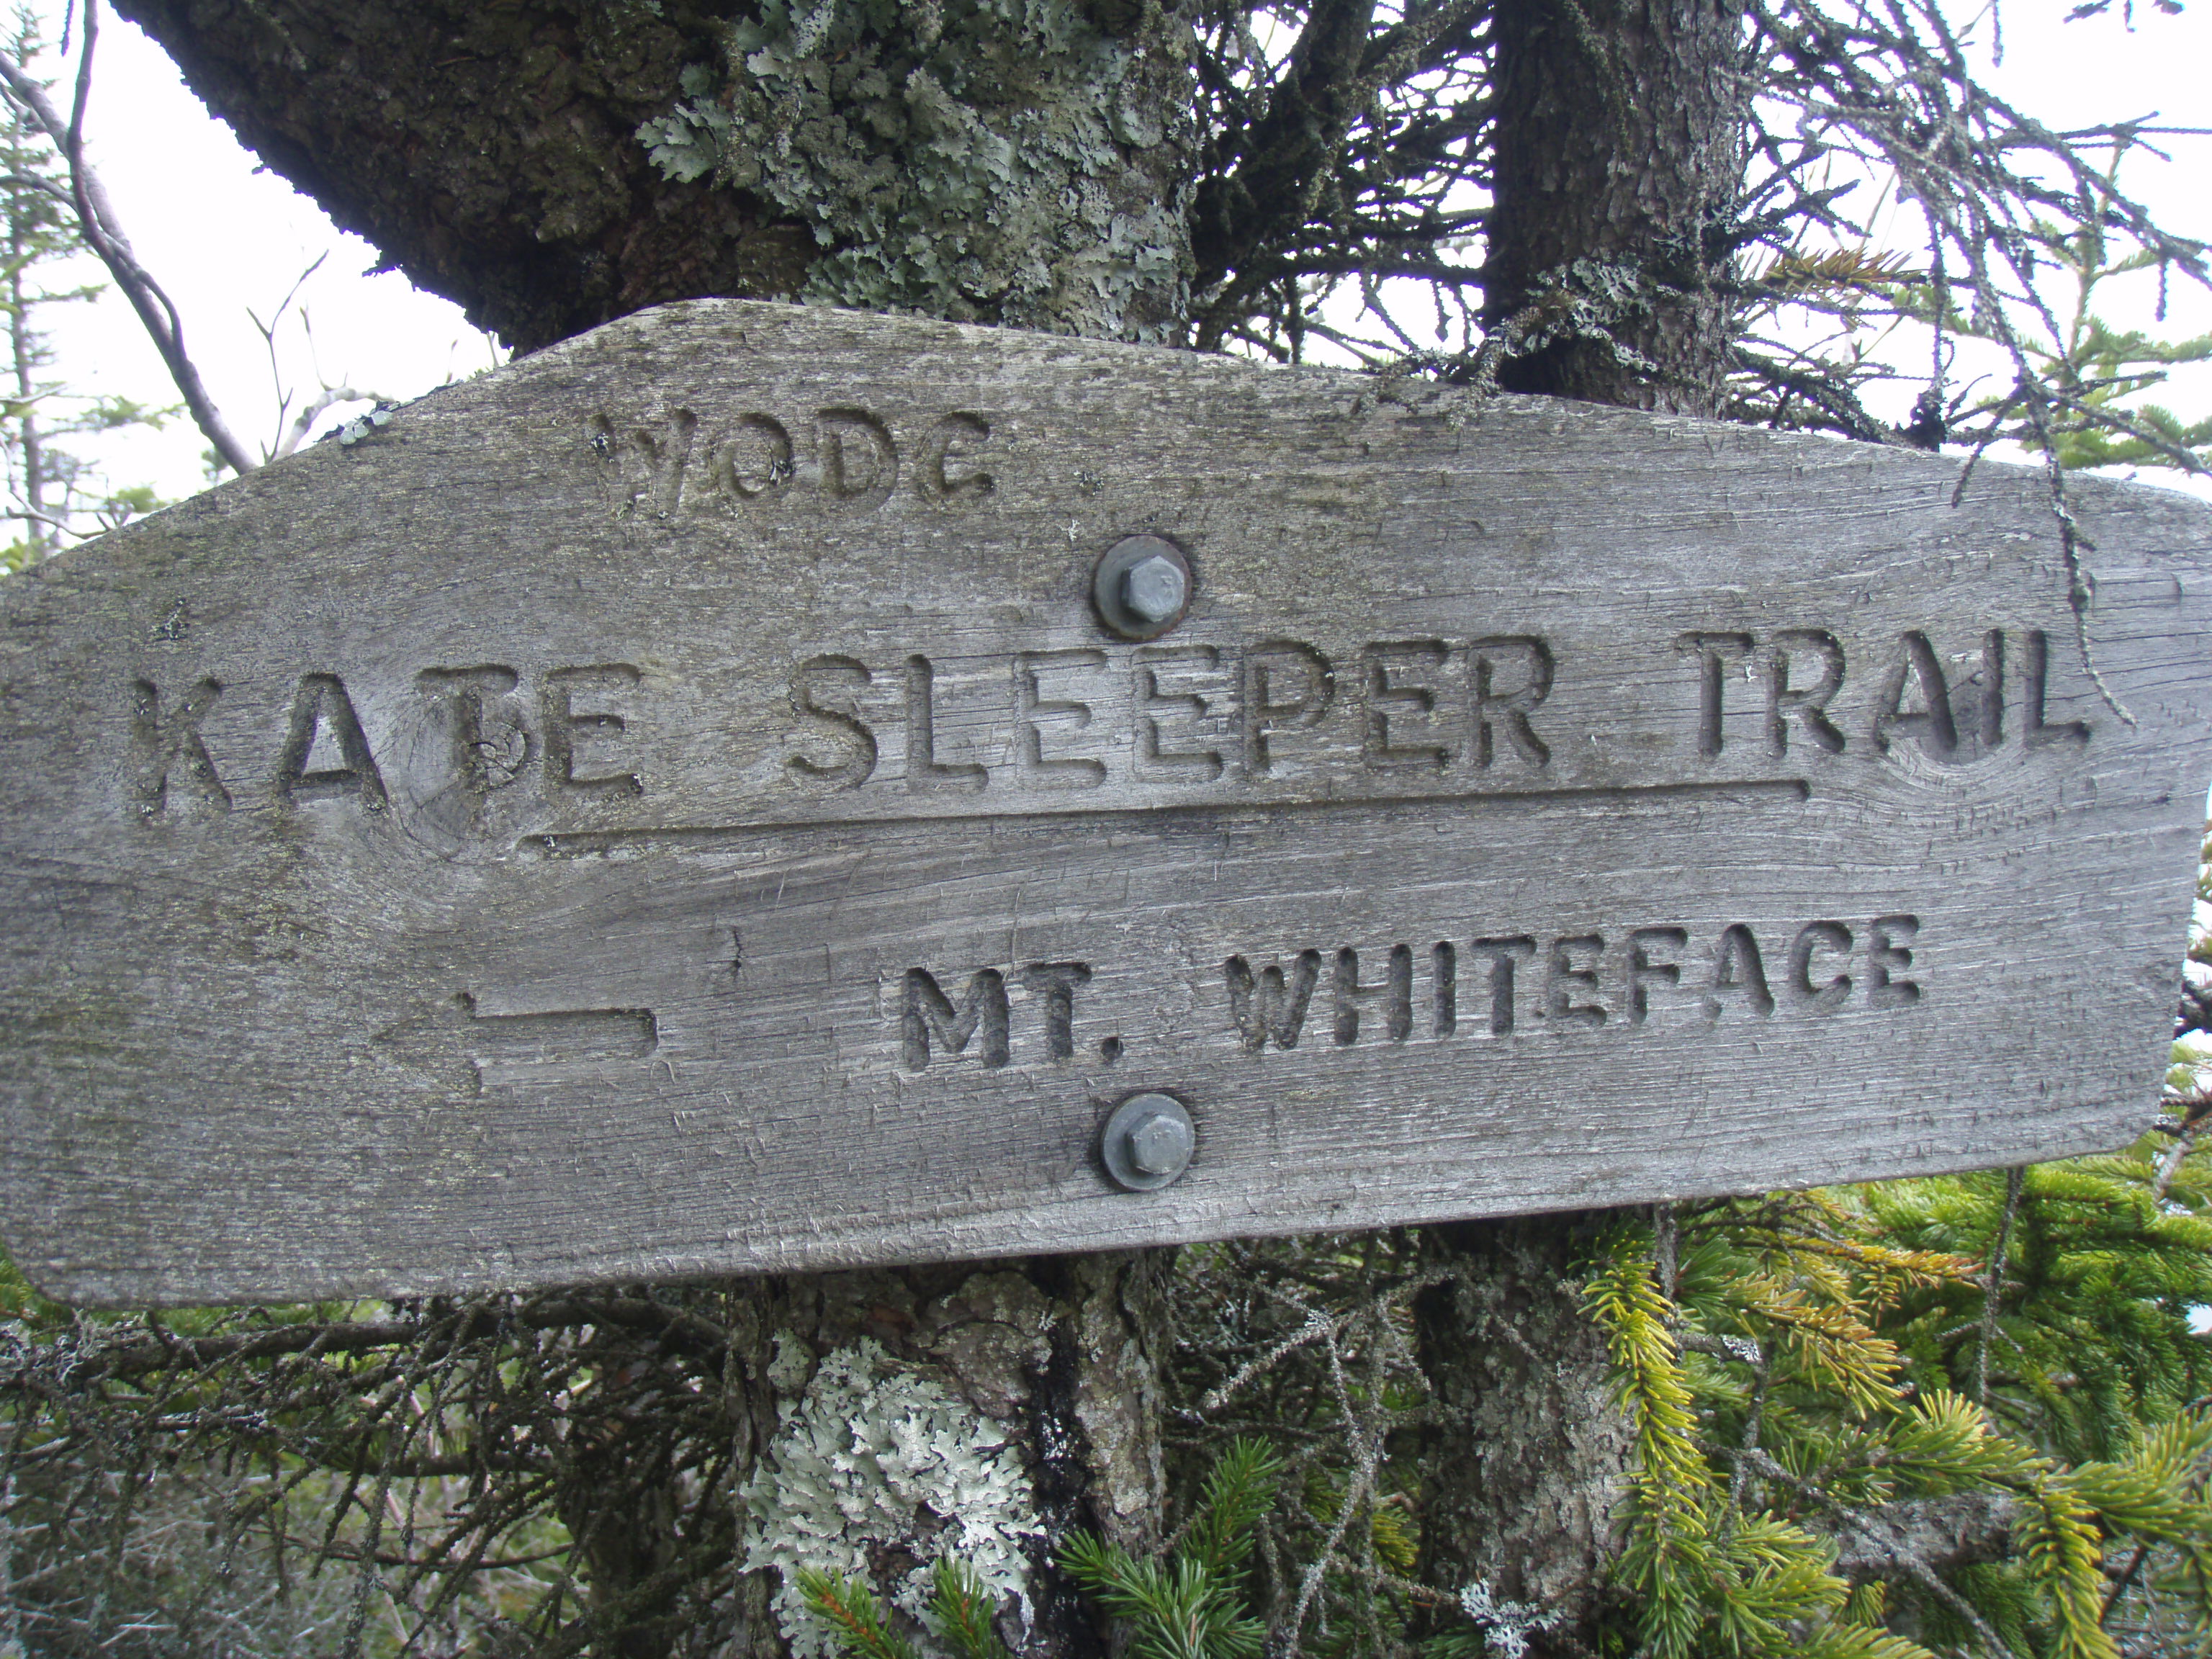 WODC
KATE SLEEPER TRAIL
MT. WHITEFACE